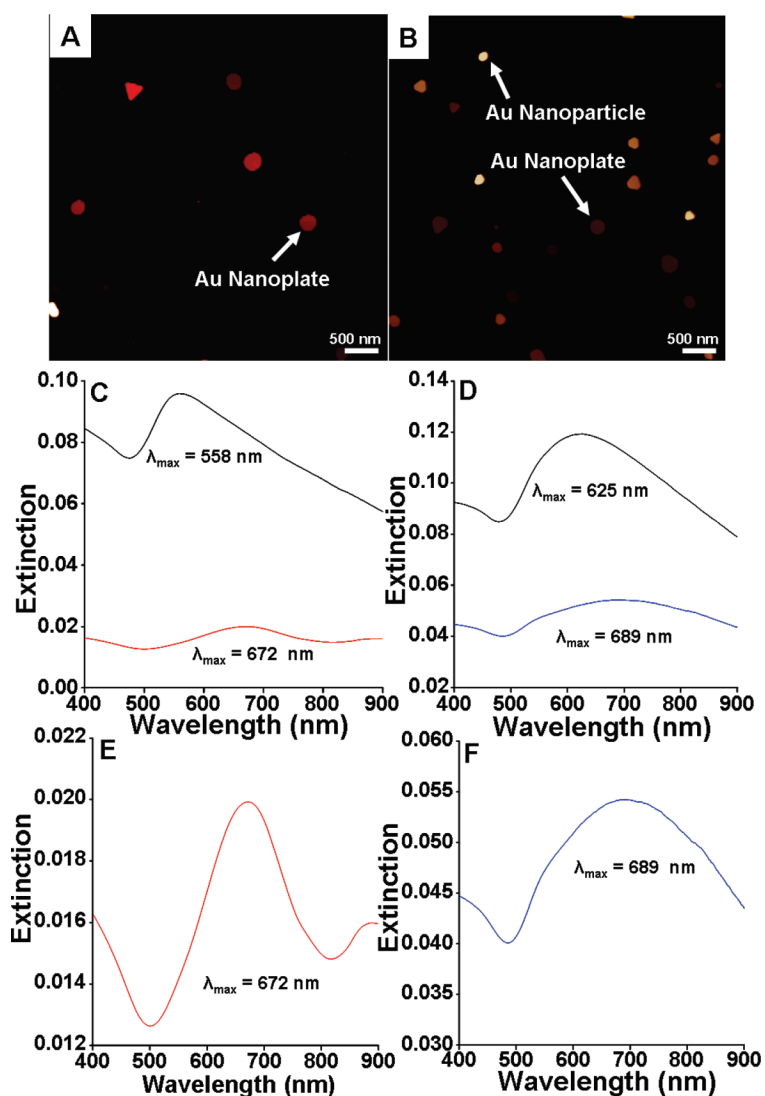 A
Au Nanoplate
500 nm
B
Au Nanoparticle
Au Nanoplate
500 nm
C
0.10
0.08
0.06
0.04
0.02
0.00
Extinction
λmax = 558 nm
λmax = 672 nm
400 500 600 700 800 900
Wavelength (nm)
D
0.14
0.12
0.10
0.08
0.06
0.04
0.02
Extinction
λmax = 625 nm
λmax = 689 nm
400 500 600 700 800 900
Wavelength (nm)
E
0.022
0.020
0.018
0.016
0.014
0.012
Extinction
λmax = 672 nm
400 500 600 700 800 900
Wavelength (nm)
F
0.060
0.055
0.050
0.045
0.040
0.035
0.030
Extinction
λmax = 689 nm
400 500 600 700 800 900
Wavelength (nm)